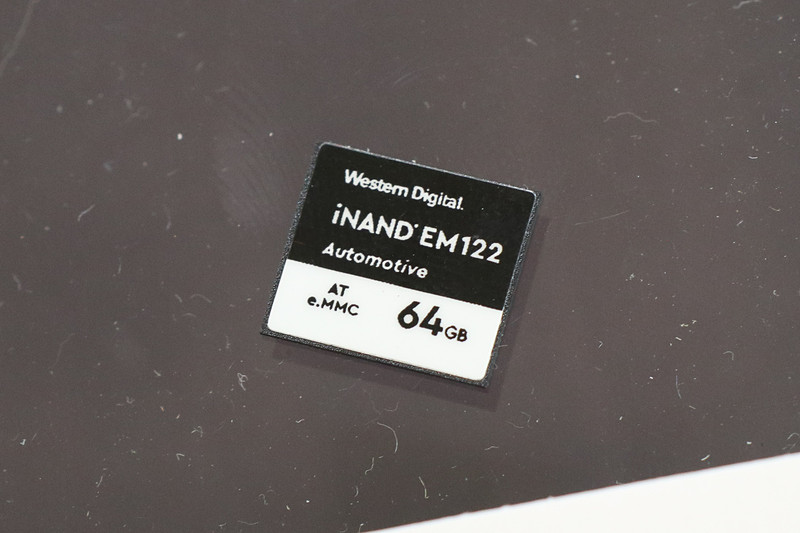 Western Digital.
iNAND® EM122
Automotive
AT
e.MMC
64GB